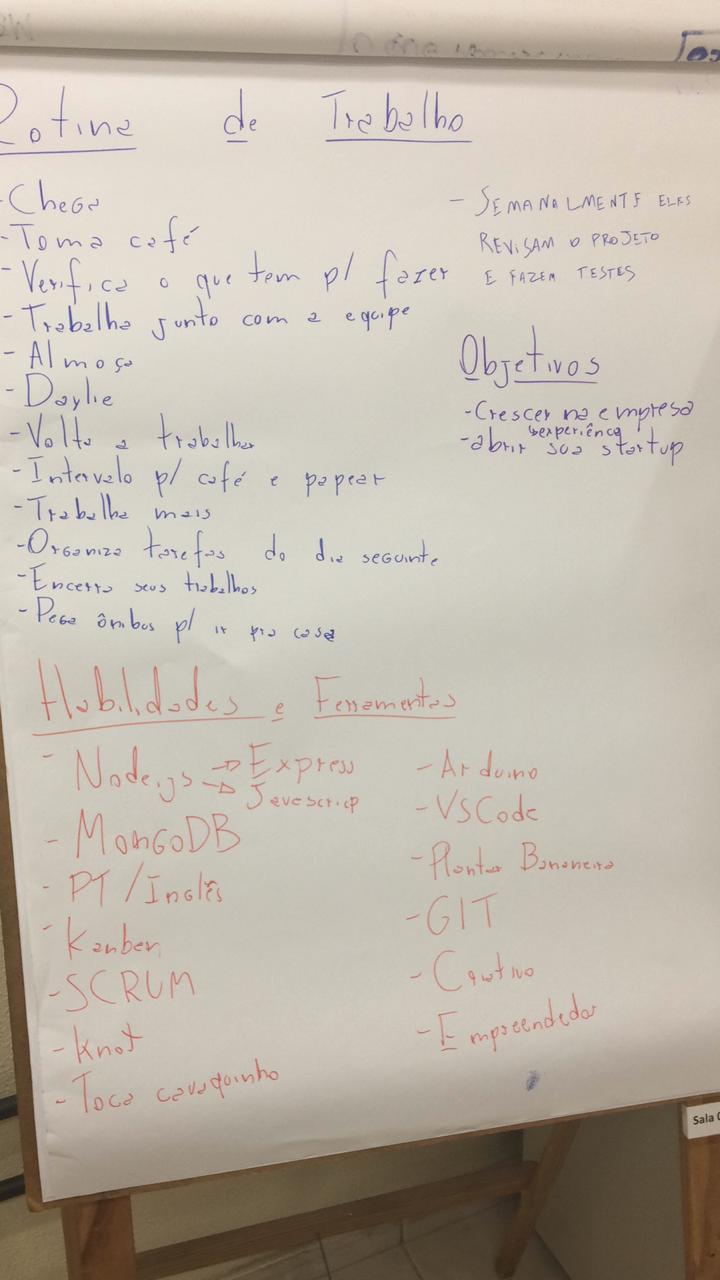 Rotina de Trabalho
- Chega
- Toma café
- Verifica o que tem p/ fazer
- Trabalha junto com a equipe
- Almoça
- Daylie
- Volta a trabalhar
- Intervalo p/ café e papear
- Trabalha mais
- Organiza tarefas do dia seguinte
- Encerra seus trabalhos
- Pega ônibus p/ ir pra casa
- SEMANALMENTE ELES
REVISAM O PROJETO
E FAZEM TESTES
Objetivos
- Crescer na empresa
experiência
- abrir sua startup
Habilidades e Ferramentas
- Node.js → Express
→ Javascrip
- MongoDB
- PT / Inglês
- Kanban
- SCRUM
- Knot
- Toca cavaquinho
- Arduino
- VSCode
- Plantar Bananeira
- GIT
- Criativo
- Empreendedor
Sala